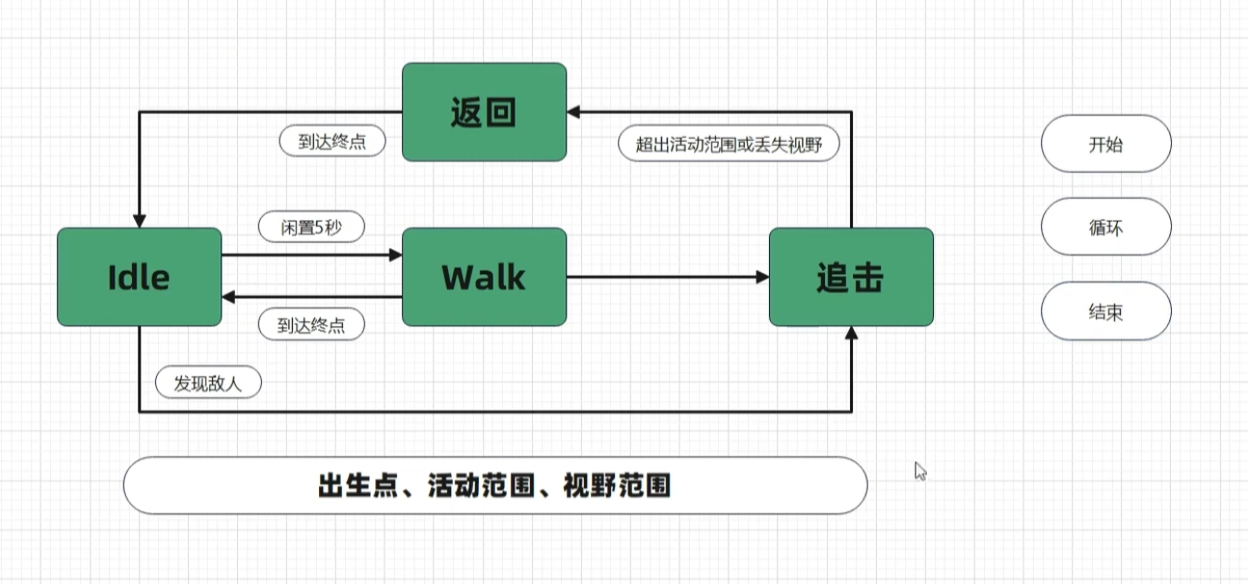 返回
到达终点
超出活动范围或丢失视野
开始
闲置5秒
循环
Idle
Walk
追击
到达终点
结束
发现敌人
出生点、活动范围、视野范围